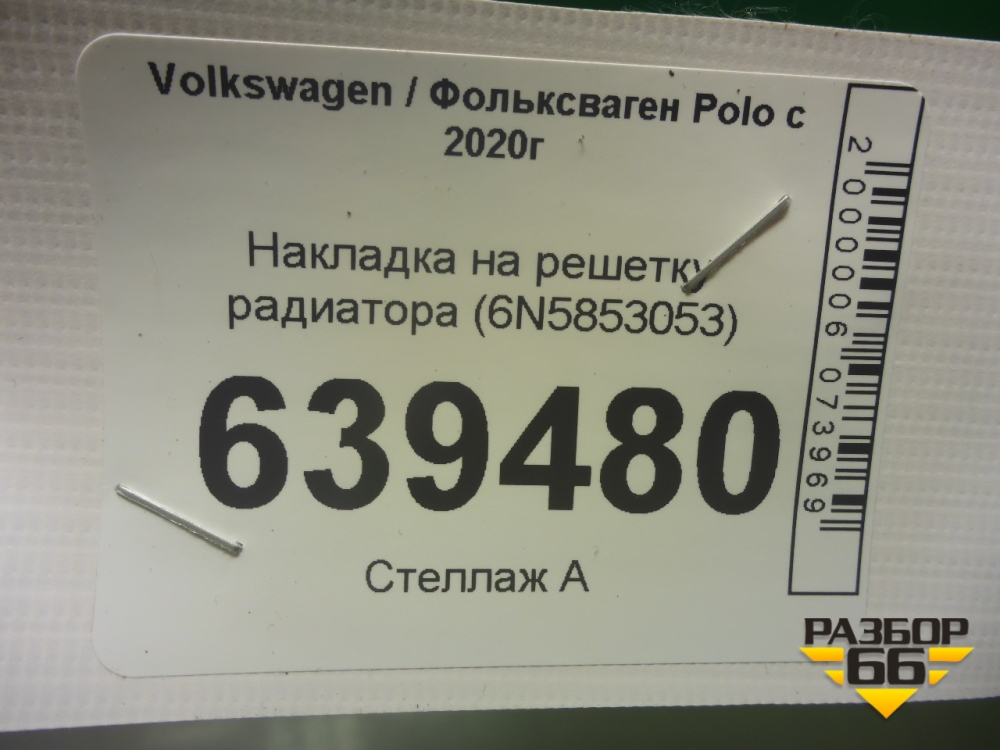 Volkswagen / Фольксваген Polo с
2020г
Накладка на решетку
радиатора (6N5853053)
639480
Стеллаж А
2000006073969
РАЗБОР
66